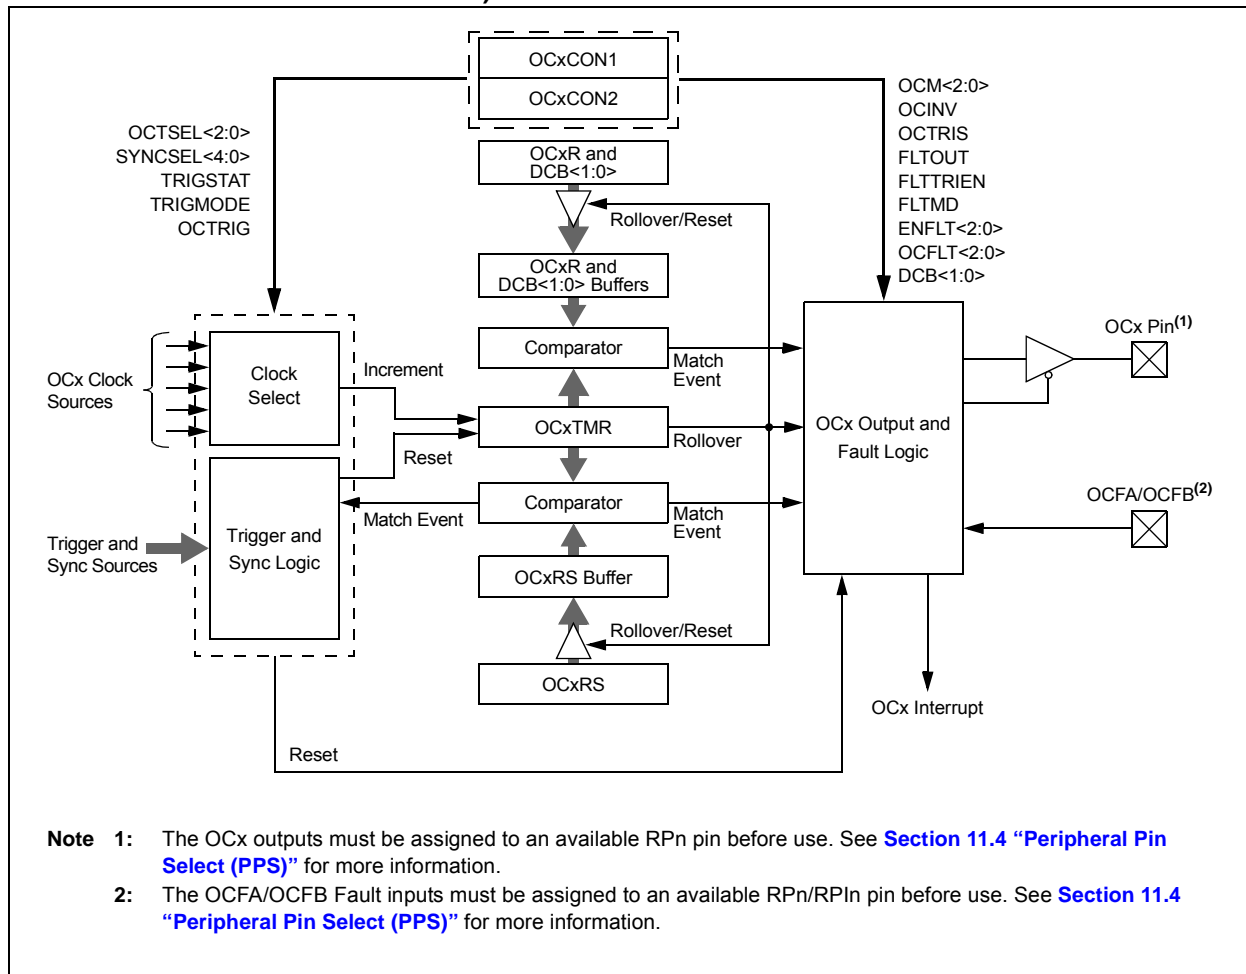 OCxCON1
OCxCON2
OCTSEL<2:0>
SYNCSEL<4:0>
TRIGSTAT
TRIGMODE
OCTRIG
OCM<2:0>
OCINV
OCTRIS
FLTOUT
FLTTRIEN
FLTMD
ENFLT<2:0>
OCFLT<2:0>
DCB<1:0>
OCxR and
DCB<1:0>
Rollover/Reset
OCxR and
DCB<1:0> Buffers
Comparator
Match
Event
OCx Clock
Sources
Clock
Select
Increment
OCxTMR
Rollover
Reset
OCx Output and
Fault Logic
OCx Pin(1)
OCFA/OCFB(2)
Trigger and
Sync Sources
Trigger and
Sync Logic
Match Event
Comparator
Match
Event
OCxRS Buffer
Rollover/Reset
OCxRS
OCx Interrupt
Reset
Note 1: The OCx outputs must be assigned to an available RPn pin before use. See Section 11.4 “Peripheral Pin
Select (PPS)” for more information.
2: The OCFA/OCFB Fault inputs must be assigned to an available RPn/RPIn pin before use. See Section 11.4
“Peripheral Pin Select (PPS)” for more information.